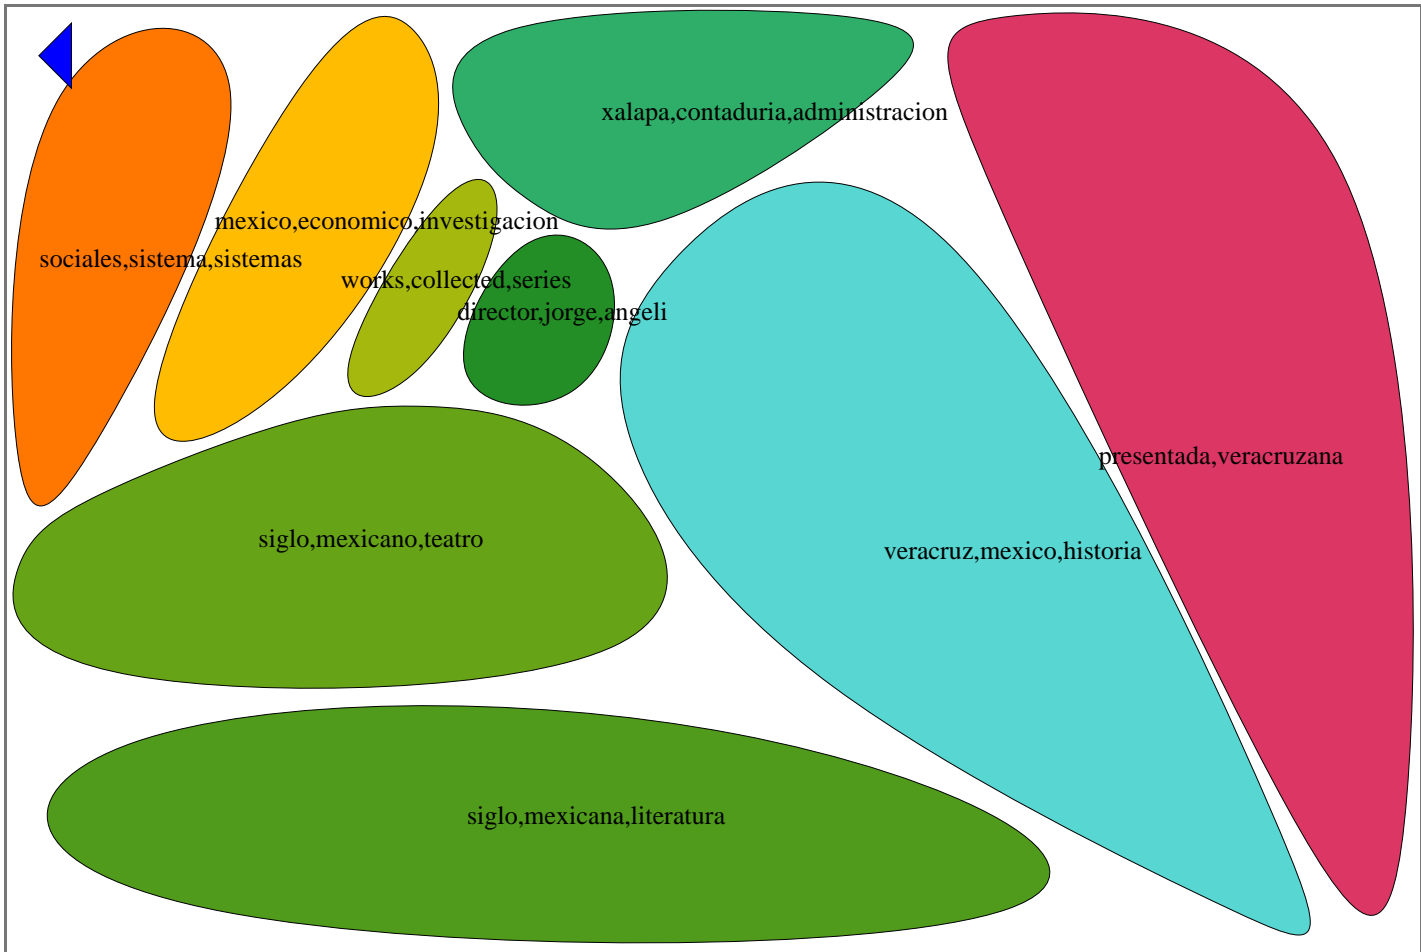 xalapa,contaduria,administracion
mexico,economico,investigacion
sociales,sistema,sistemas
works,collected,series
director,jorge,angeli
presentada,veracruzana
siglo,mexicano,teatro
veracruz,mexico,historia
siglo,mexicana,literatura